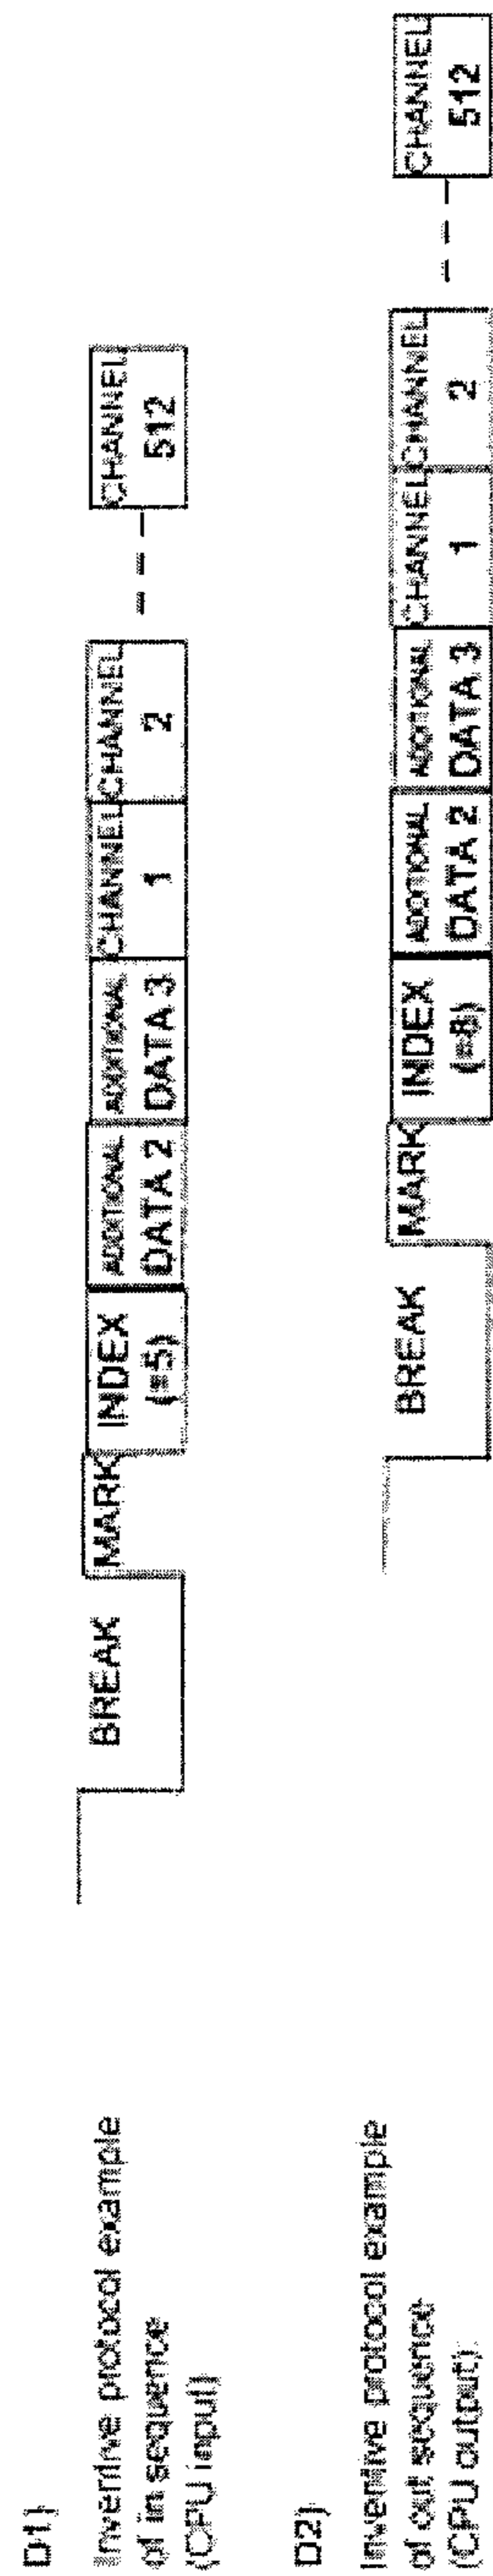 D1)
Inventive protocol example
of in sequence
(CPU input)
BREAK
MARK
INDEX
(=5)
ADDITIONAL
DATA 2
ADDITIONAL
DATA 3
CHANNEL
1
CHANNEL
2
CHANNEL
512
D2)
Inventive protocol example
of out sequence
(CPU output)
BREAK
MARK
INDEX
(=8)
ADDITIONAL
DATA 2
ADDITIONAL
DATA 3
CHANNEL
1
CHANNEL
2
CHANNEL
512